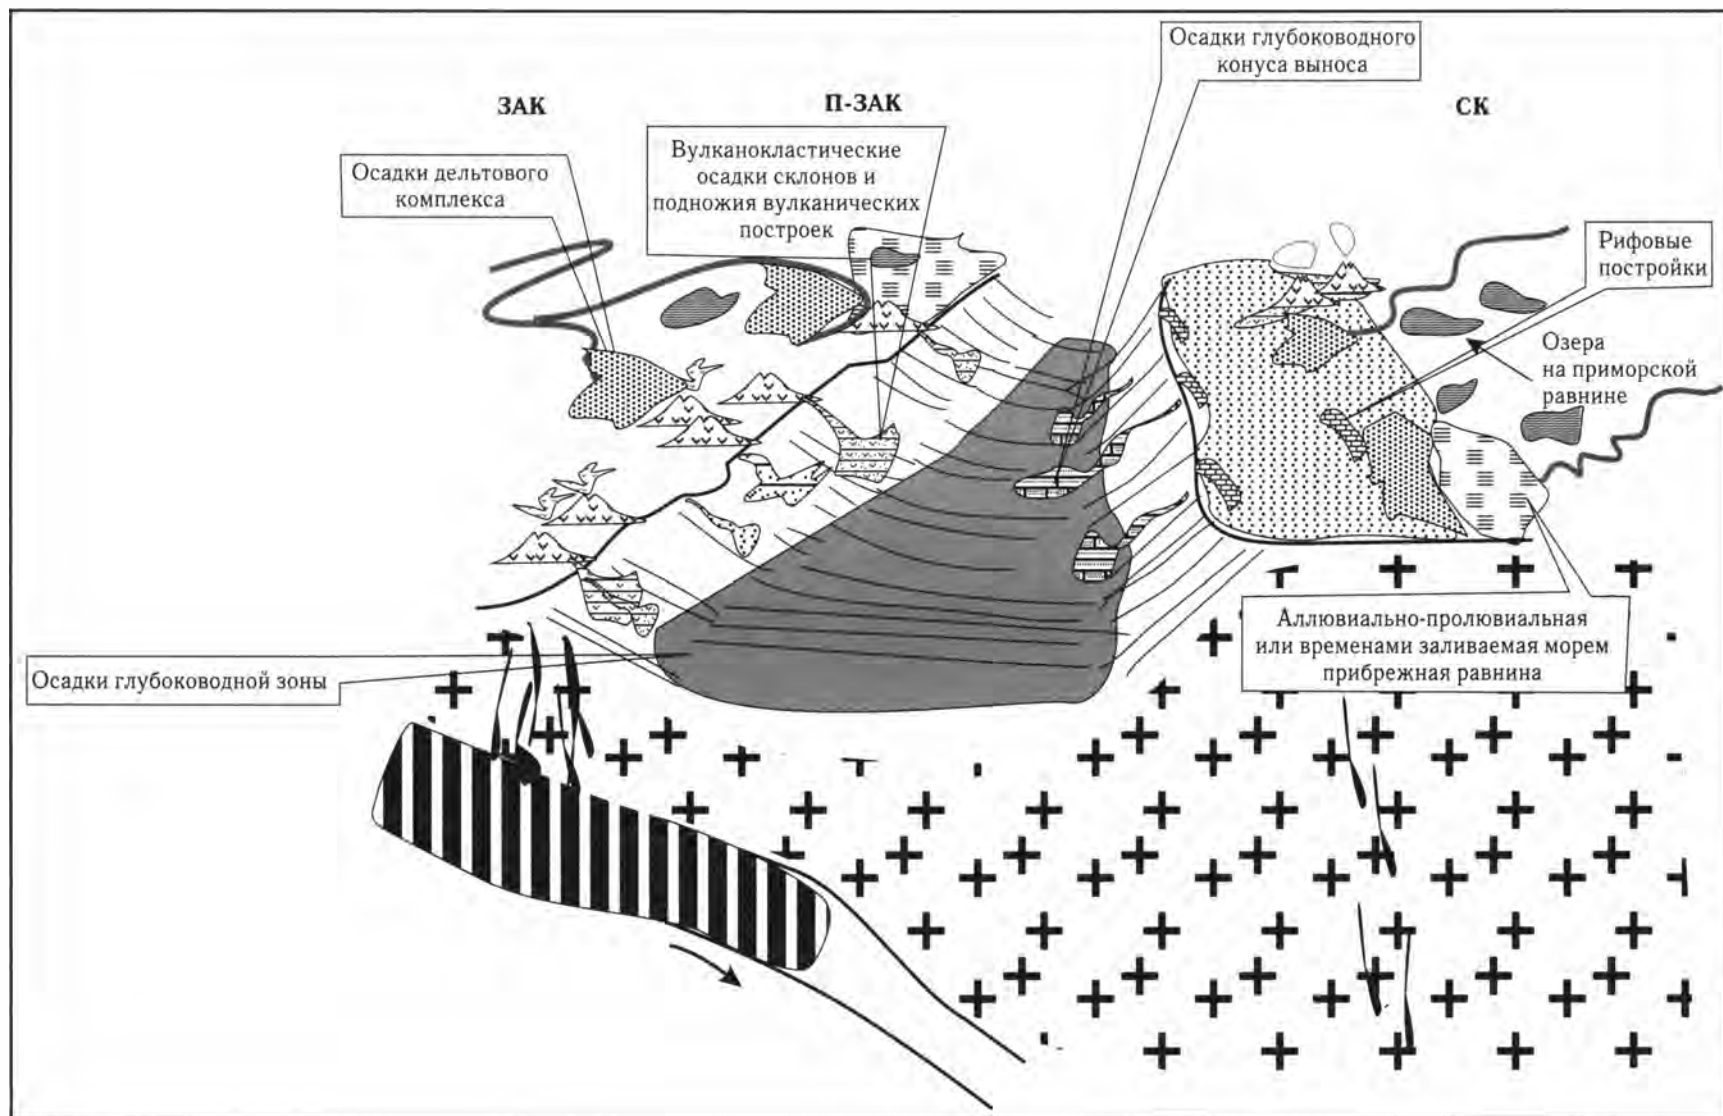 Осадки глубоководного
конуса выноса
ЗАК
П-ЗАК
СК
Вулканокластические
осадки склонов и
подножия вулканических
построек
Осадки дельтового
комплекса
Рифовые
постройки
Озера
на приморской
равнине
Аллювиально-пролювиальная
или временами заливаемая морем
прибрежная равнина
Осадки глубоководной зоны